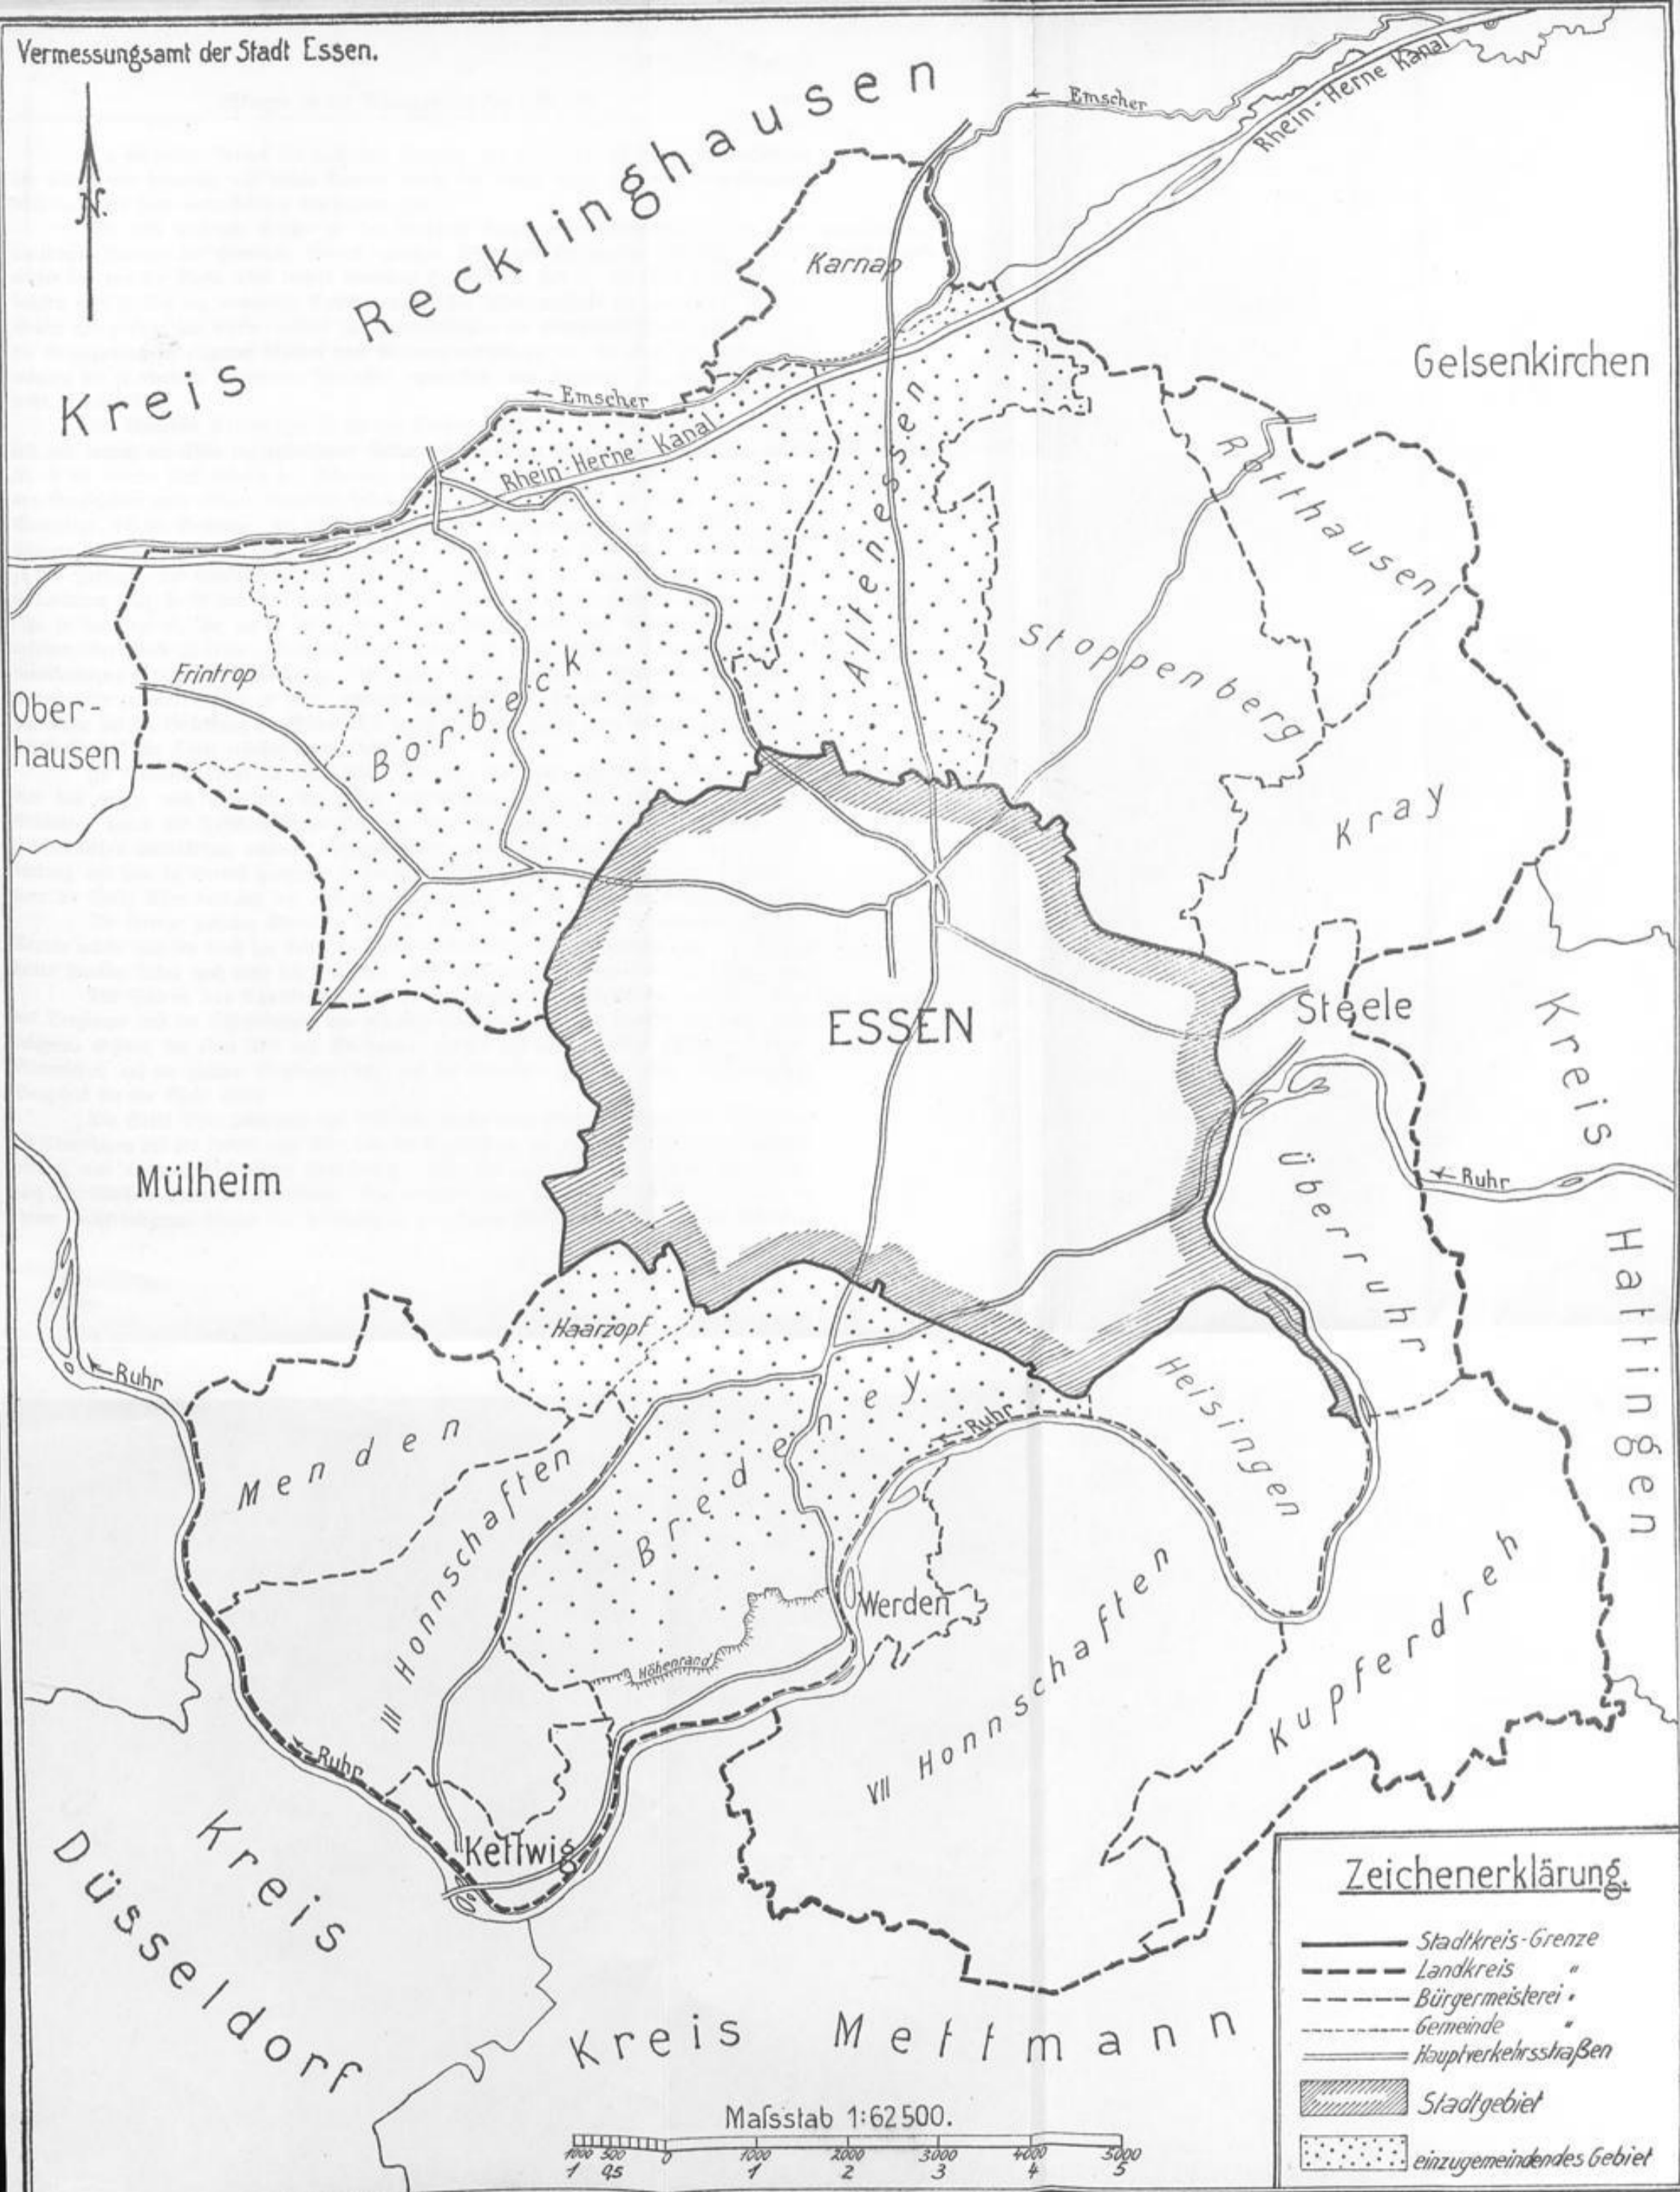 Vermessungsamt der Stadt Essen.
N.
Kreis Recklinghausen
Emscher
Rhein-Herne Kanal
Karnap
Gelsenkirchen
Emscher
Rhein-Herne Kanal
Altenessen
Rotthausen
Stoppenberg
Frintrop
Ober-
hausen
Borbeck
Kray
ESSEN
Steele
Kreis Hattingen
Mülheim
Überruhr
Ruhr
Haarzopf
Ruhr
Heisingen
Menden
Bredeney
Ruhr
III Honnschaften
Werden
Höhenrand
VII Honnschaften
Kupferdreh
Ruhr
Kettwig
Kreis
Düsseldorf
Kreis Mettmann
Zeichenerklärung.
Stadtkreis-Grenze
Landkreis "
Bürgermeisterei "
Gemeinde "
Hauptverkehrsstraßen
Stadtgebiet
einzugemeindendes Gebiet
Maſsstab 1:62500.
1000 500 0 1000 2000 3000 4000 5000
1 0,5 1 2 3 4 5